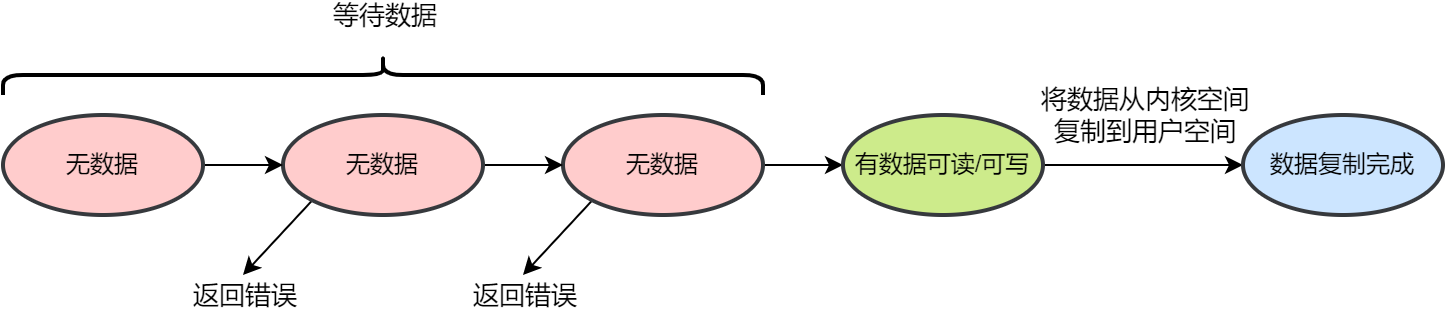 等待数据
将数据从内核空间
复制到用户空间
无数据
无数据
无数据
有数据可读/可写
数据复制完成
返回错误
返回错误